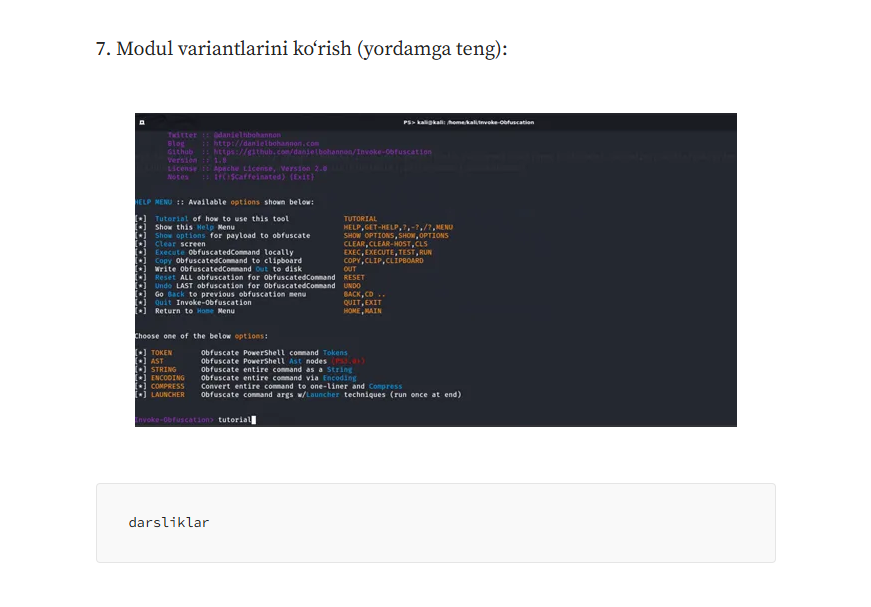 7. Modul variantlarini ko‘rish (yordamga teng):
PS> kali@kali: /home/kali/Invoke-Obfuscation
Twitter :: @danielhbohannon
Blog :: http://danielbohannon.com
Github :: https://github.com/danielbohannon/Invoke-Obfuscation
Version :: 1.8
License :: Apache License, Version 2.0
Notes :: If(!$Caffeinated) {Exit}
HELP MENU :: Available options shown below:
[*] Tutorial of how to use this tool TUTORIAL
[*] Show this Help Menu HELP,GET-HELP,?,-?,/?,MENU
[*] Show options for payload to obfuscate SHOW OPTIONS,SHOW,OPTIONS
[*] Clear screen CLEAR,CLEAR-HOST,CLS
[*] Execute ObfuscatedCommand locally EXEC,EXECUTE,TEST,RUN
[*] Copy ObfuscatedCommand to clipboard COPY,CLIP,CLIPBOARD
[*] Write ObfuscatedCommand Out to disk OUT
[*] Reset ALL obfuscation for ObfuscatedCommand RESET
[*] Undo LAST obfuscation for ObfuscatedCommand UNDO
[*] Go Back to previous obfuscation menu BACK,CD ..
[*] Quit Invoke-Obfuscation QUIT,EXIT
[*] Return to Home Menu HOME,MAIN
Choose one of the below options:
[*] TOKEN Obfuscate PowerShell command Tokens
[*] AST Obfuscate PowerShell Ast nodes (PS3.0+)
[*] STRING Obfuscate entire command as a String
[*] ENCODING Obfuscate entire command via Encoding
[*] COMPRESS Convert entire command to one-liner and Compress
[*] LAUNCHER Obfuscate command args w/Launcher techniques (run once at end)
Invoke-Obfuscation> tutorial
darsliklar